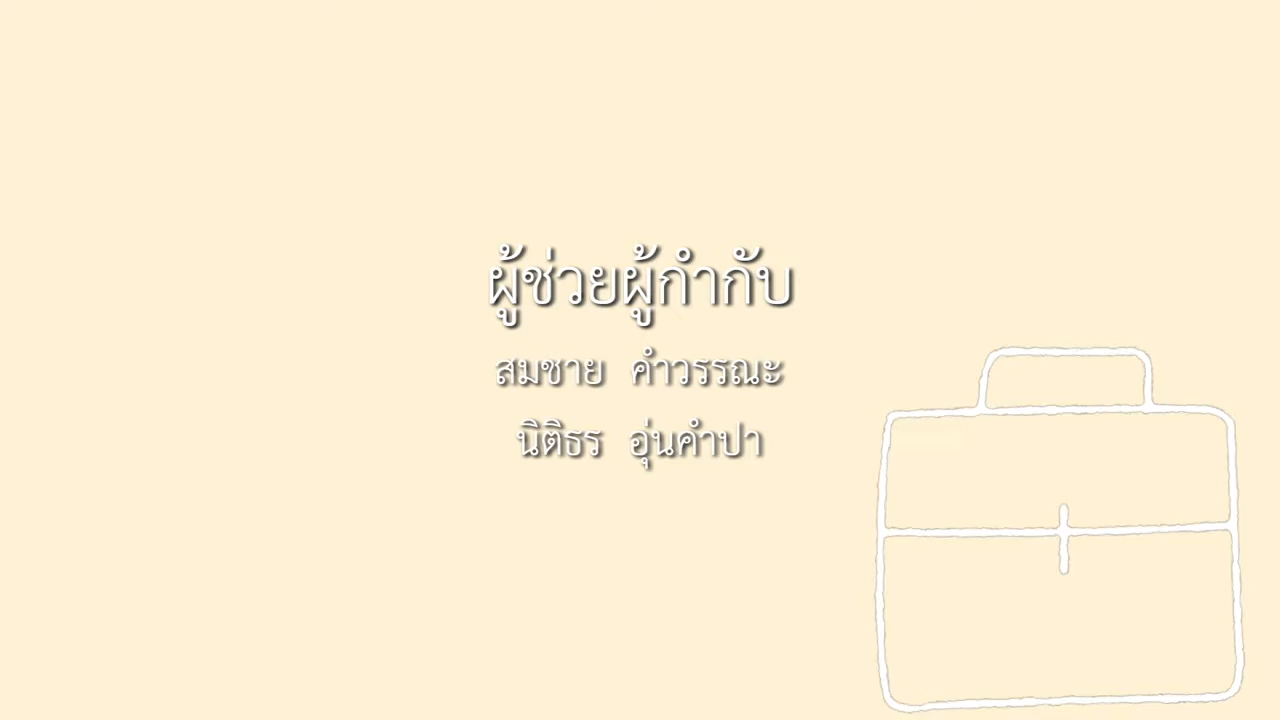 ผู้ช่วยผู้กำกับ
สมชาย คำวรรณะ
นิติธร อุ่นคำปา